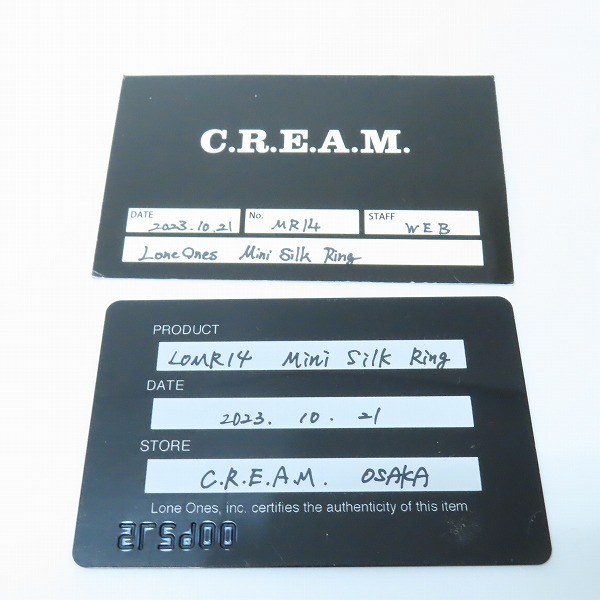 C.R.E.A.M.
DATE 2023.10.21 No. MR14 STAFF WEB
Lone Ones Mini Silk Ring
PRODUCT
LOMR14 Mini Silk Ring
DATE
2023. 10. 21
STORE
C.R.E.A.M. OSAKA
Lone Ones, inc. certifies the authenticity of this item